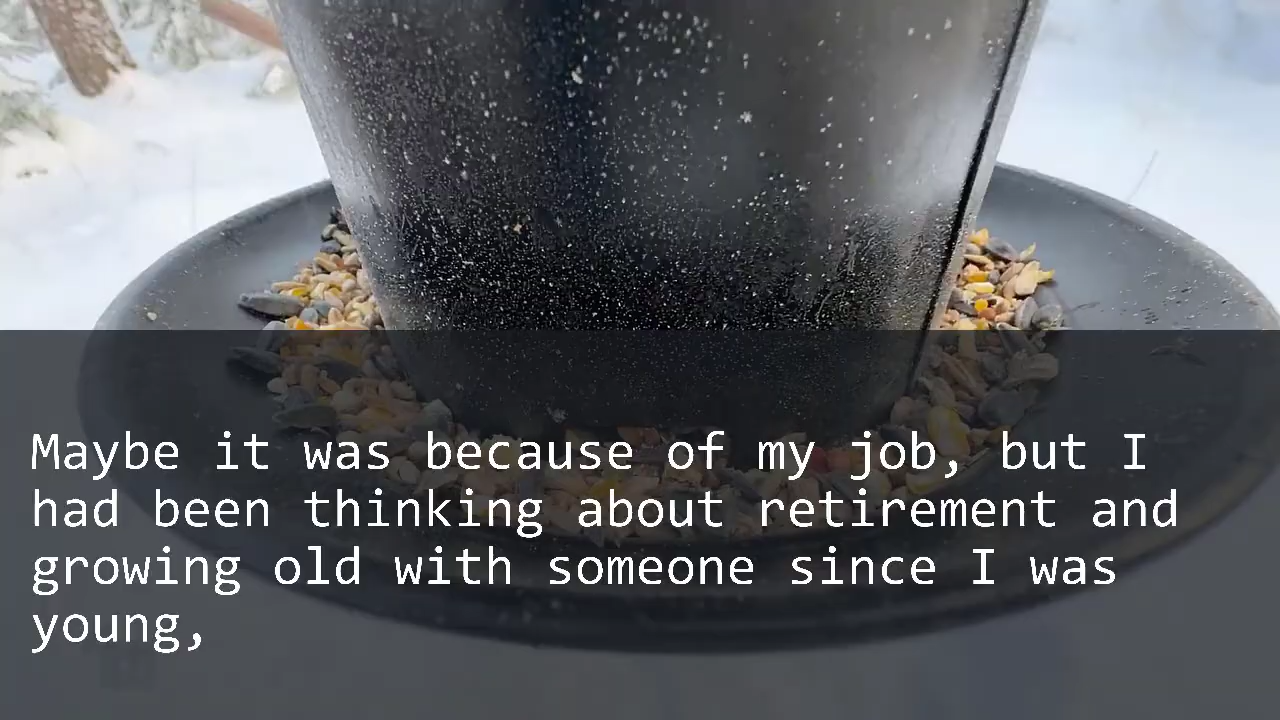 Maybe it was because of my job, but I
had been thinking about retirement and
growing old with someone since I was
young,